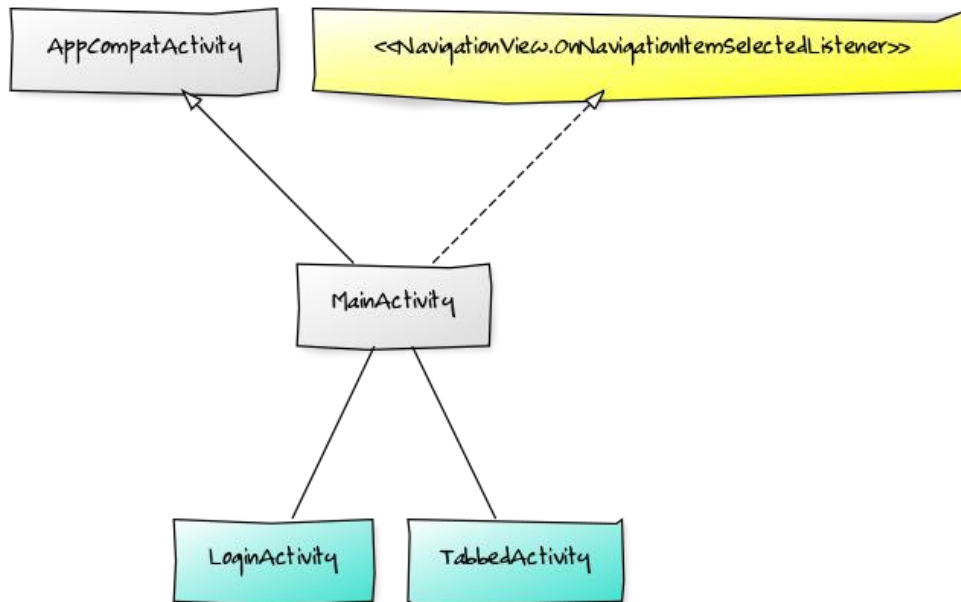 AppCompatActivity
<<NavigationView.OnNavigationItemSelectedListener>>
MainActivity
LoginActivity
TabbedActivity